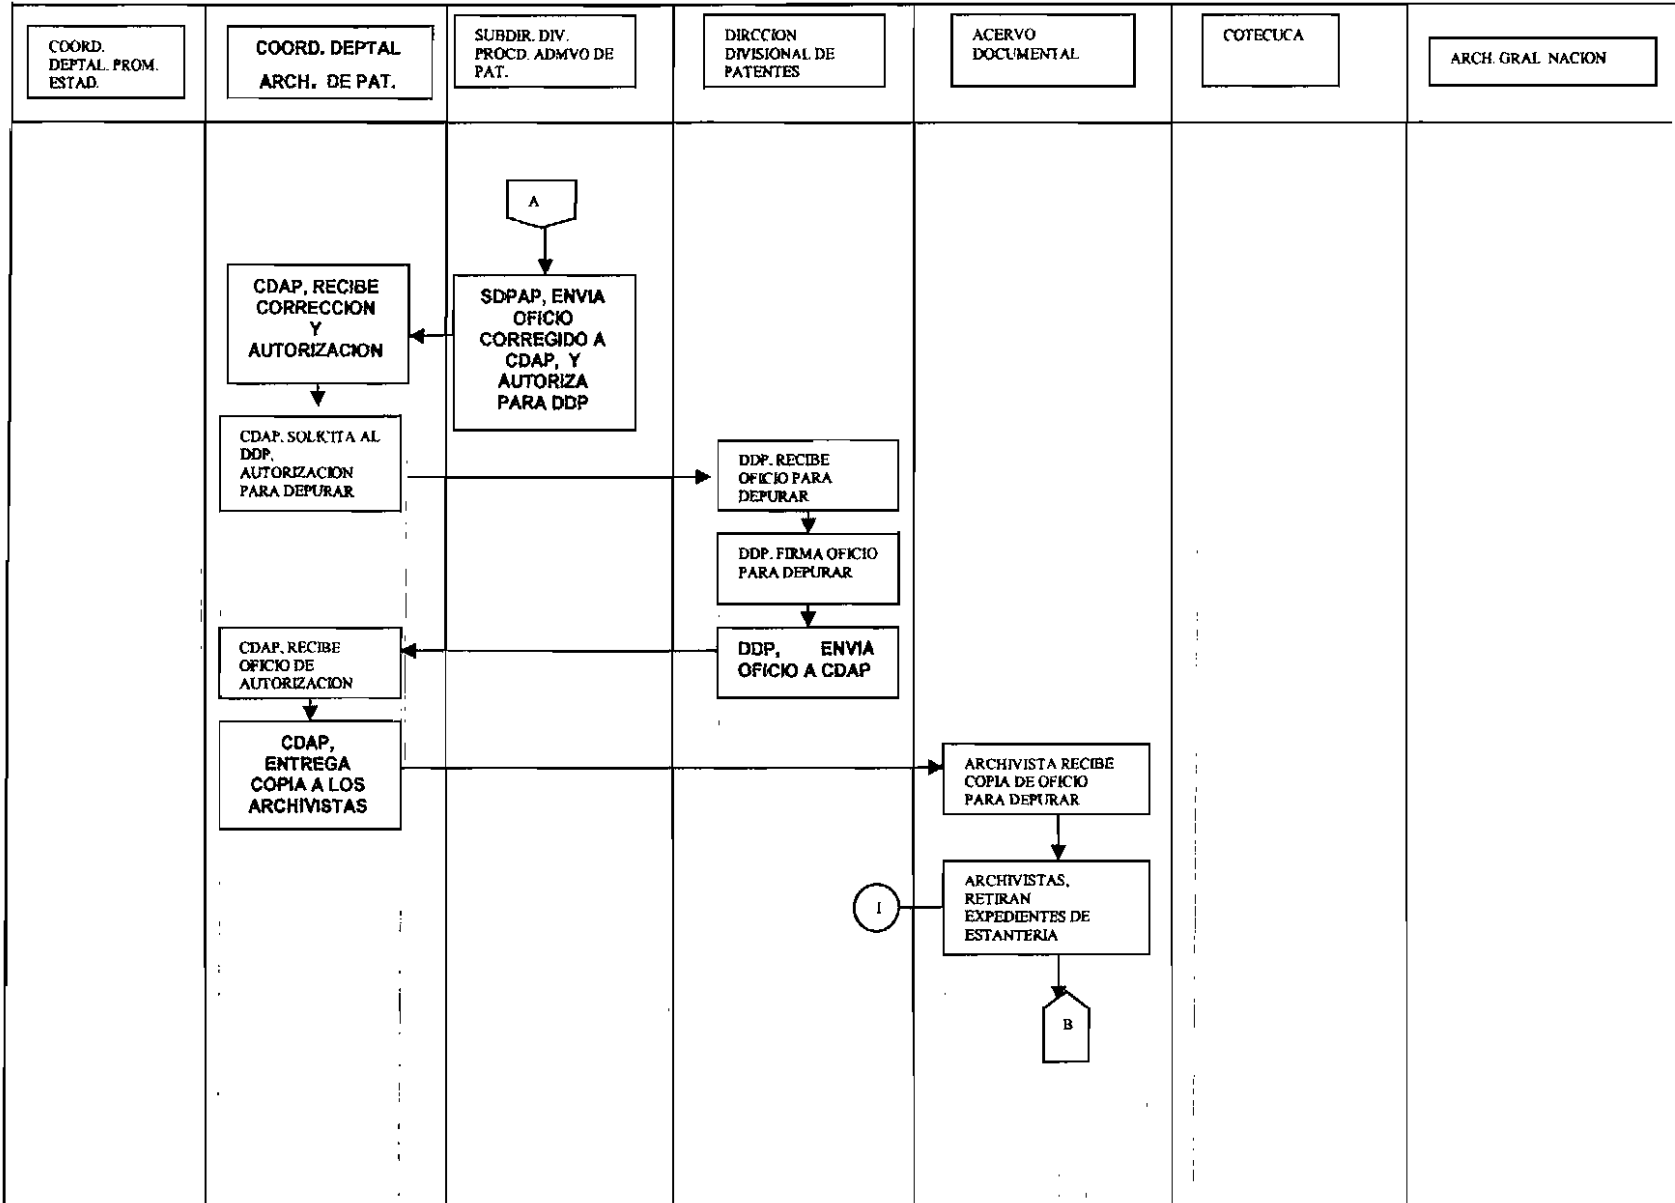 COORD.
DEPTAL. PROM.
ESTAD.
COORD. DEPTAL
ARCH. DE PAT.
SUBDIR. DIV.
PROCD. ADMVO DE
PAT.
DIRCCION
DIVISIONAL DE
PATENTES
ACERVO
DOCUMENTAL
COTECUCA
ARCH. GRAL NACION
A
CDAP, RECIBE
CORRECCION
Y
AUTORIZACION
SDPAP, ENVIA
OFICIO
CORREGIDO A
CDAP, Y
AUTORIZA
PARA DDP
CDAP. SOLICITA AL
DDP,
AUTORIZACION
PARA DEPURAR
DDP. RECIBE
OFICIO PARA
DEPURAR
DDP. FIRMA OFICIO
PARA DEPURAR
CDAP, RECIBE
OFICIO DE
AUTORIZACION
DDP, ENVIA
OFICIO A CDAP
CDAP,
ENTREGA
COPIA A LOS
ARCHIVISTAS
ARCHIVISTA RECIBE
COPIA DE OFICIO
PARA DEPURAR
I
ARCHIVISTAS,
RETIRAN
EXPEDIENTES DE
ESTANTERIA
B